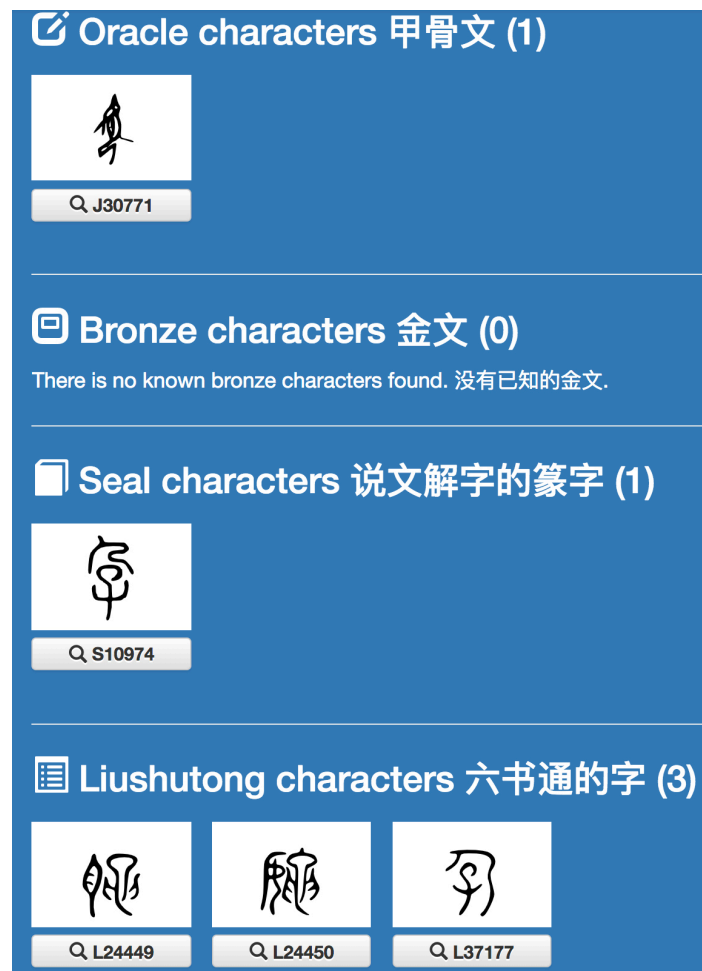 Oracle characters 甲骨文 (1)
J30771
Bronze characters 金文 (0)
There is no known bronze characters found. 没有已知的金文.
Seal characters 说文解字的篆字 (1)
S10974
Liushutong characters 六书通的字 (3)
L24449 L24450 L37177